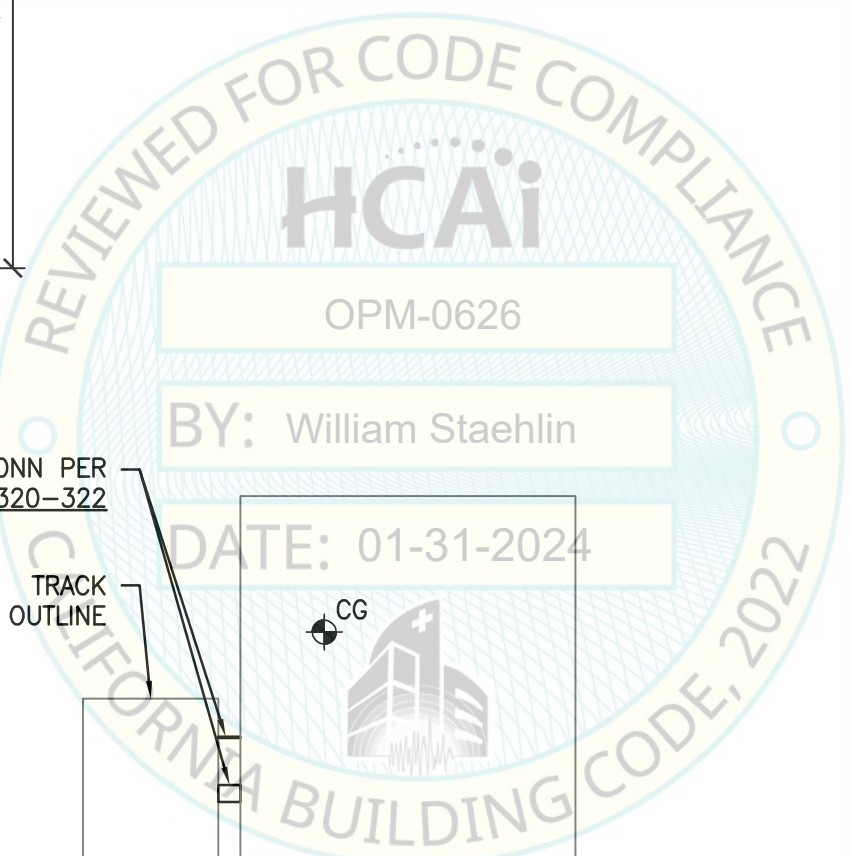 REVIEWED FOR CODE COMPLIANCE
HCAi
OPM-0626
BY: William Staehlin
PER
320-322
DATE: 01-31-2024
TRACK
OUTLINE
CG
CALIFORNIA BUILDING CODE, 2022